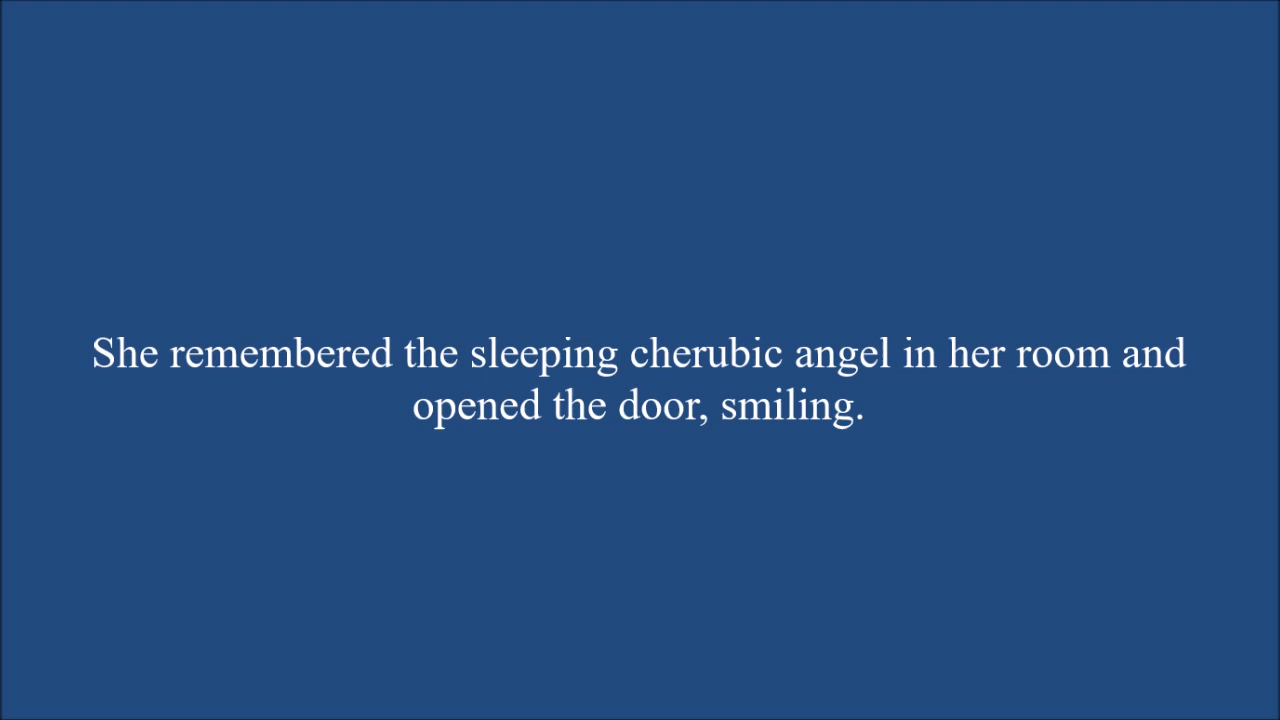 She remembered the sleeping cherubic angel in her room and
opened the door, smiling.